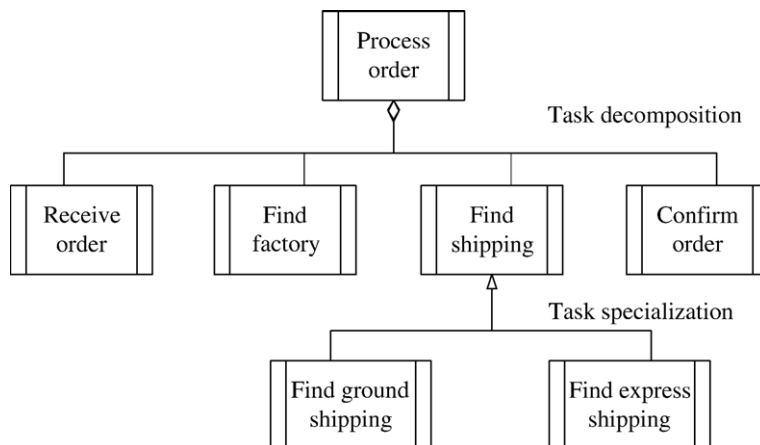 Process
order
Task decomposition
Receive
order
Find
factory
Find
shipping
Confirm
order
Task specialization
Find ground
shipping
Find express
shipping